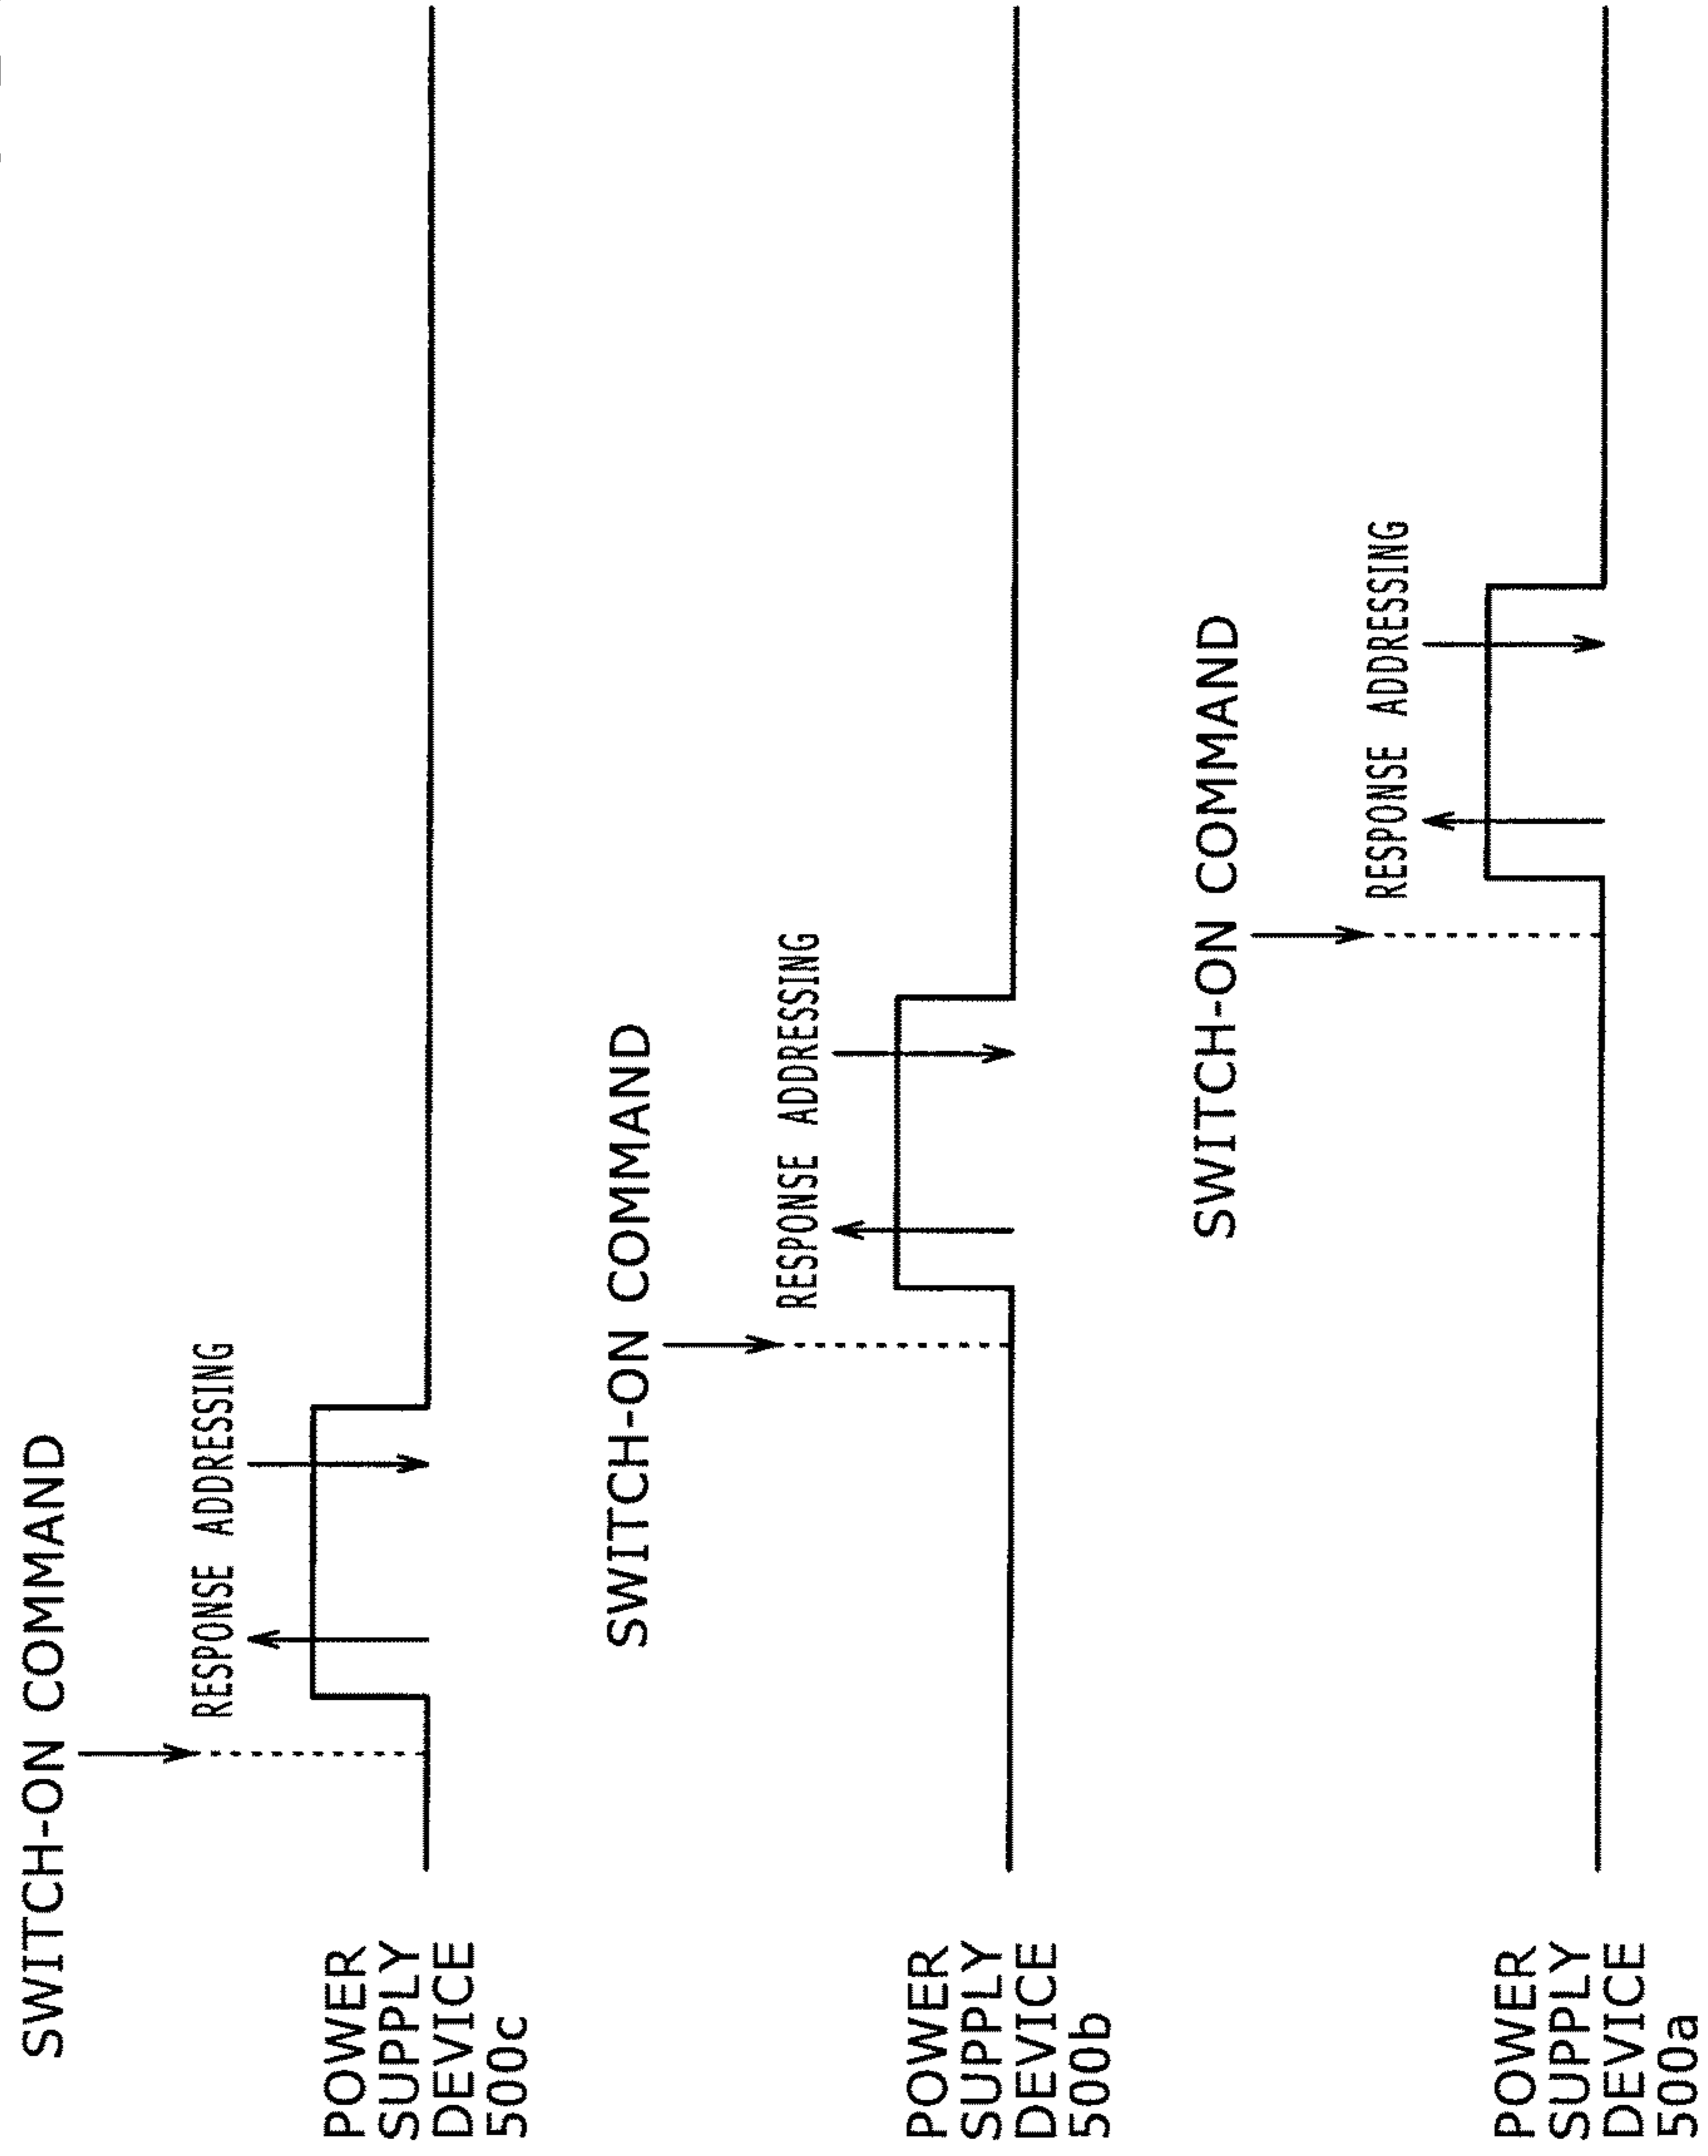 SWITCH-ON COMMAND
RESPONSE ADDRESSING
POWER
SUPPLY
DEVICE
500c
SWITCH-ON COMMAND
RESPONSE ADDRESSING
POWER
SUPPLY
DEVICE
500b
SWITCH-ON COMMAND
RESPONSE ADDRESSING
POWER
SUPPLY
DEVICE
500a